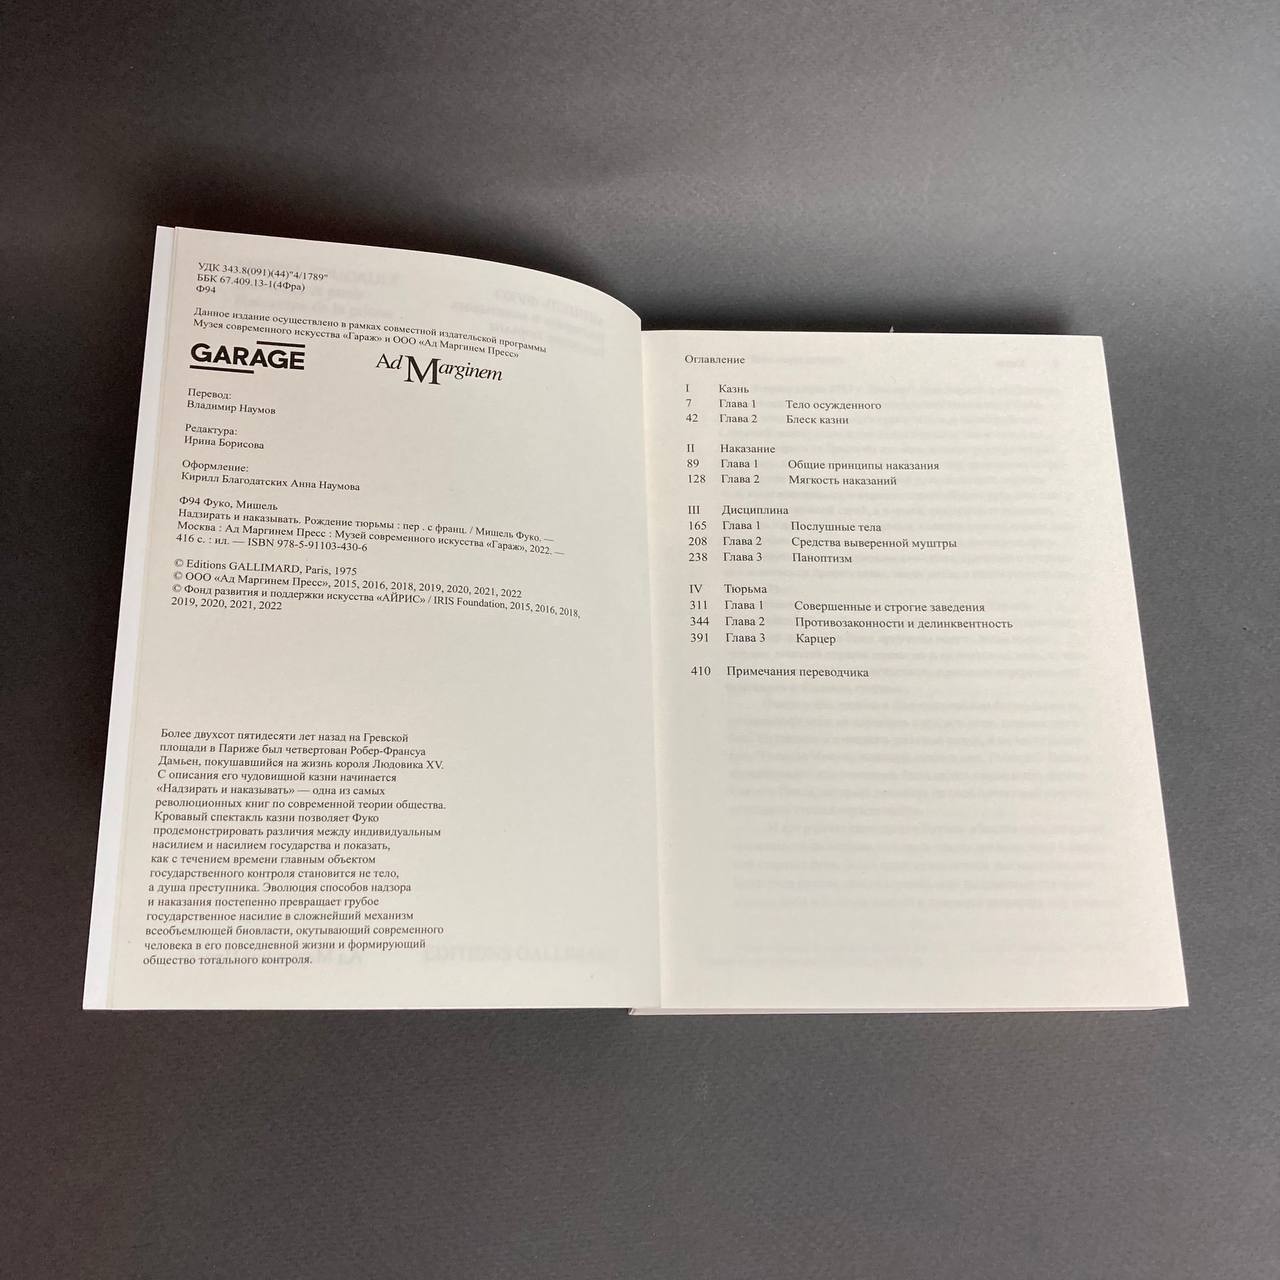 УДК 343.8(091)(44)"4/1789"
ББК 67.409.13-1(4Фра)
Ф94
Данное издание осуществлено в рамках совместной издательской программы
Музея современного искусства «Гараж» и ООО «Ад Маргинем Пресс»
GARAGE
Ad Marginem
Перевод:
Владимир Наумов
Редактура:
Ирина Борисова
Оформление:
Кирилл Благодатских Анна Наумова
Ф94 Фуко, Мишель
Надзирать и наказывать. Рождение тюрьмы : пер . с франц. / Мишель Фуко. —
Москва : Ад Маргинем Пресс : Музей современного искусства «Гараж», 2022. —
416 с. : ил. — ISBN 978-5-91103-430-6
© Editions GALLIMARD, Paris, 1975
© ООО «Ад Маргинем Пресс», 2015, 2016, 2018, 2019, 2020, 2021, 2022
© Фонд развития и поддержки искусства «АЙРИС» / IRIS Foundation, 2015, 2016, 2018,
2019, 2020, 2021, 2022
Более двухсот пятидесяти лет назад на Гревской
площади в Париже был четвертован Робер-Франсуа
Дамьен, покушавшийся на жизнь короля Людовика XV.
С описания его чудовищной казни начинается
«Надзирать и наказывать» — одна из самых
революционных книг по современной теории общества.
Кровавый спектакль казни позволяет Фуко
продемонстрировать различия между индивидуальным
насилием и насилием государства и показать,
как с течением времени главным объектом
государственного контроля становится не тело,
а душа преступника. Эволюция способов надзора
и наказания постепенно превращает грубое
государственное насилие в сложнейший механизм
всеобъемлющей биовласти, окутывающий современного
человека в его повседневной жизни и формирующий
общество тотального контроля.
Оглавление
I Казнь
7 Глава 1 Тело осужденного
42 Глава 2 Блеск казни
II Наказание
89 Глава 1 Общие принципы наказания
128 Глава 2 Мягкость наказаний
III Дисциплина
165 Глава 1 Послушные тела
208 Глава 2 Средства выверенной муштры
238 Глава 3 Паноптизм
IV Тюрьма
311 Глава 1 Совершенные и строгие заведения
344 Глава 2 Противозаконности и делинквентность
391 Глава 3 Карцер
410 Примечания переводчика